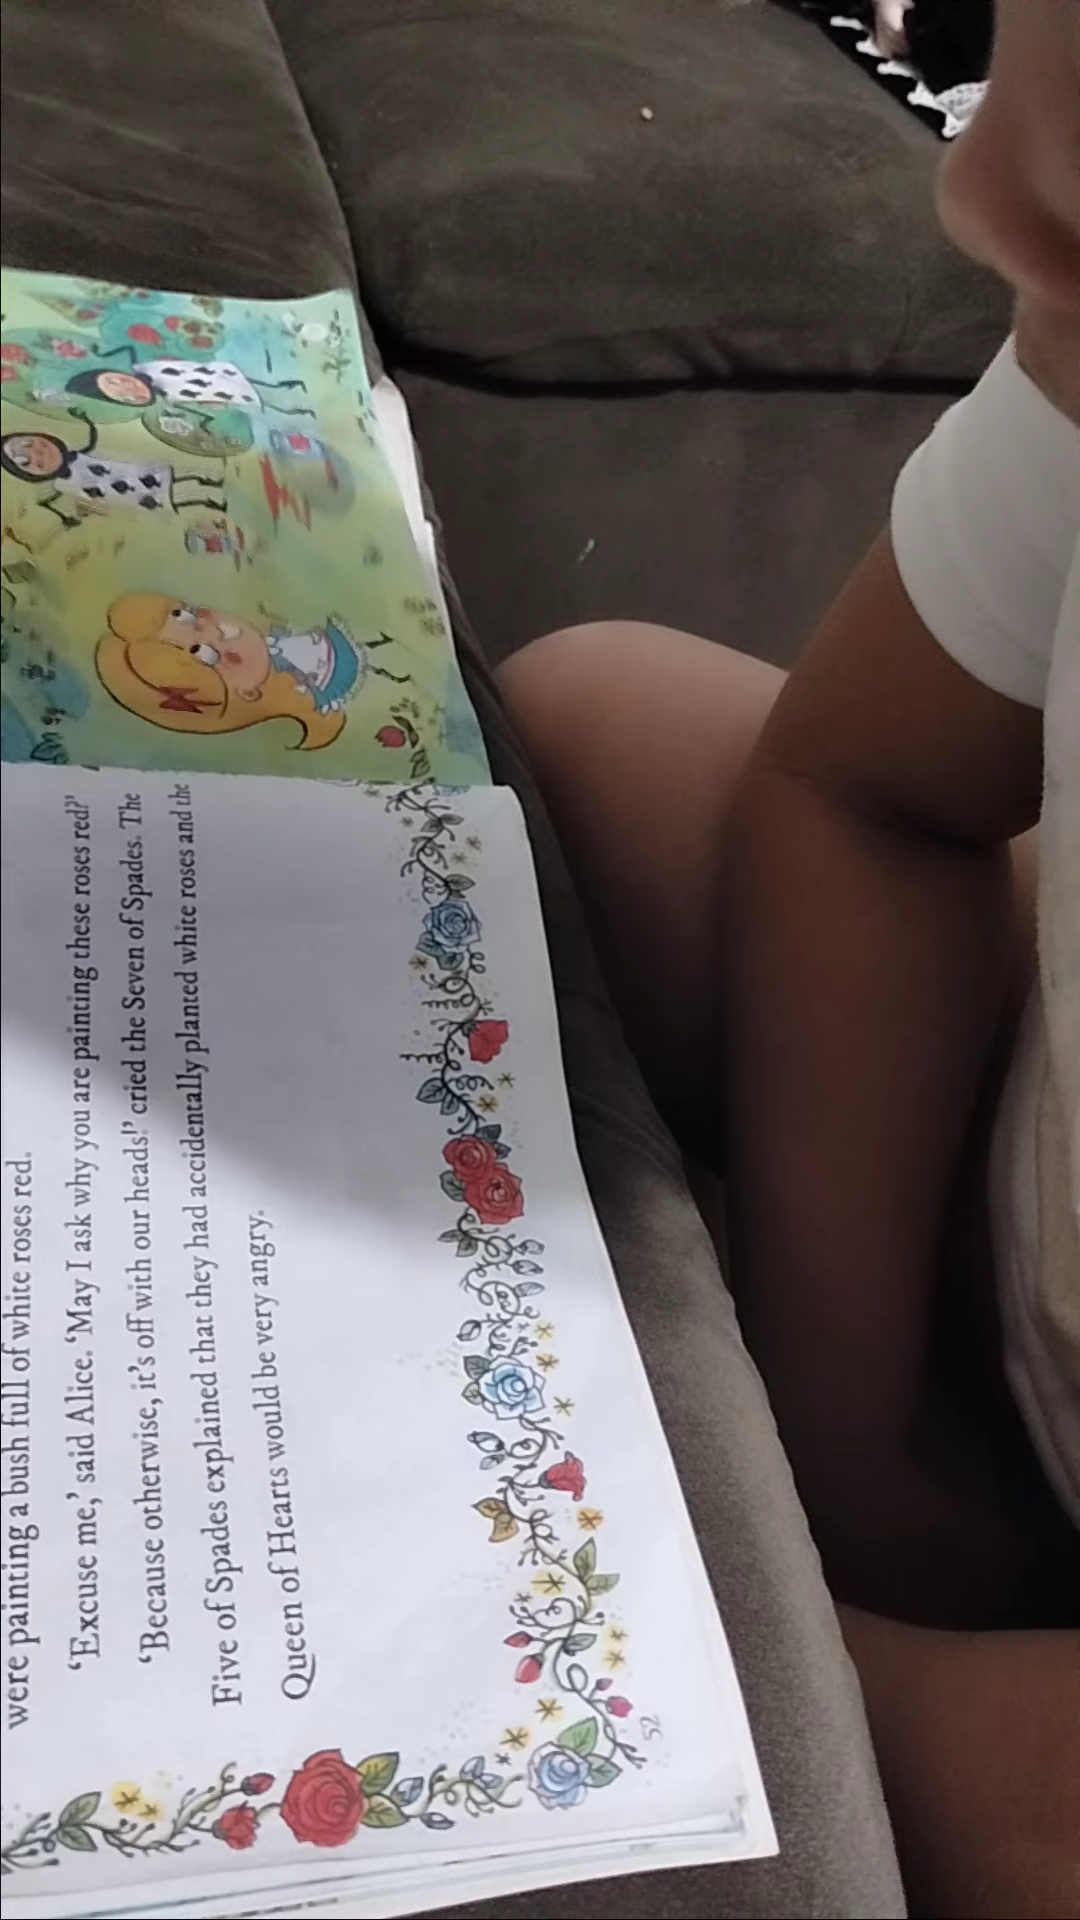 were painting a bush full of white roses red.
‘Excuse me,’ said Alice. ‘May I ask why you are painting these roses red?’
‘Because otherwise, it’s off with our heads!’ cried the Seven of Spades. The
Five of Spades explained that they had accidentally planted white roses and the
Queen of Hearts would be very angry.
52